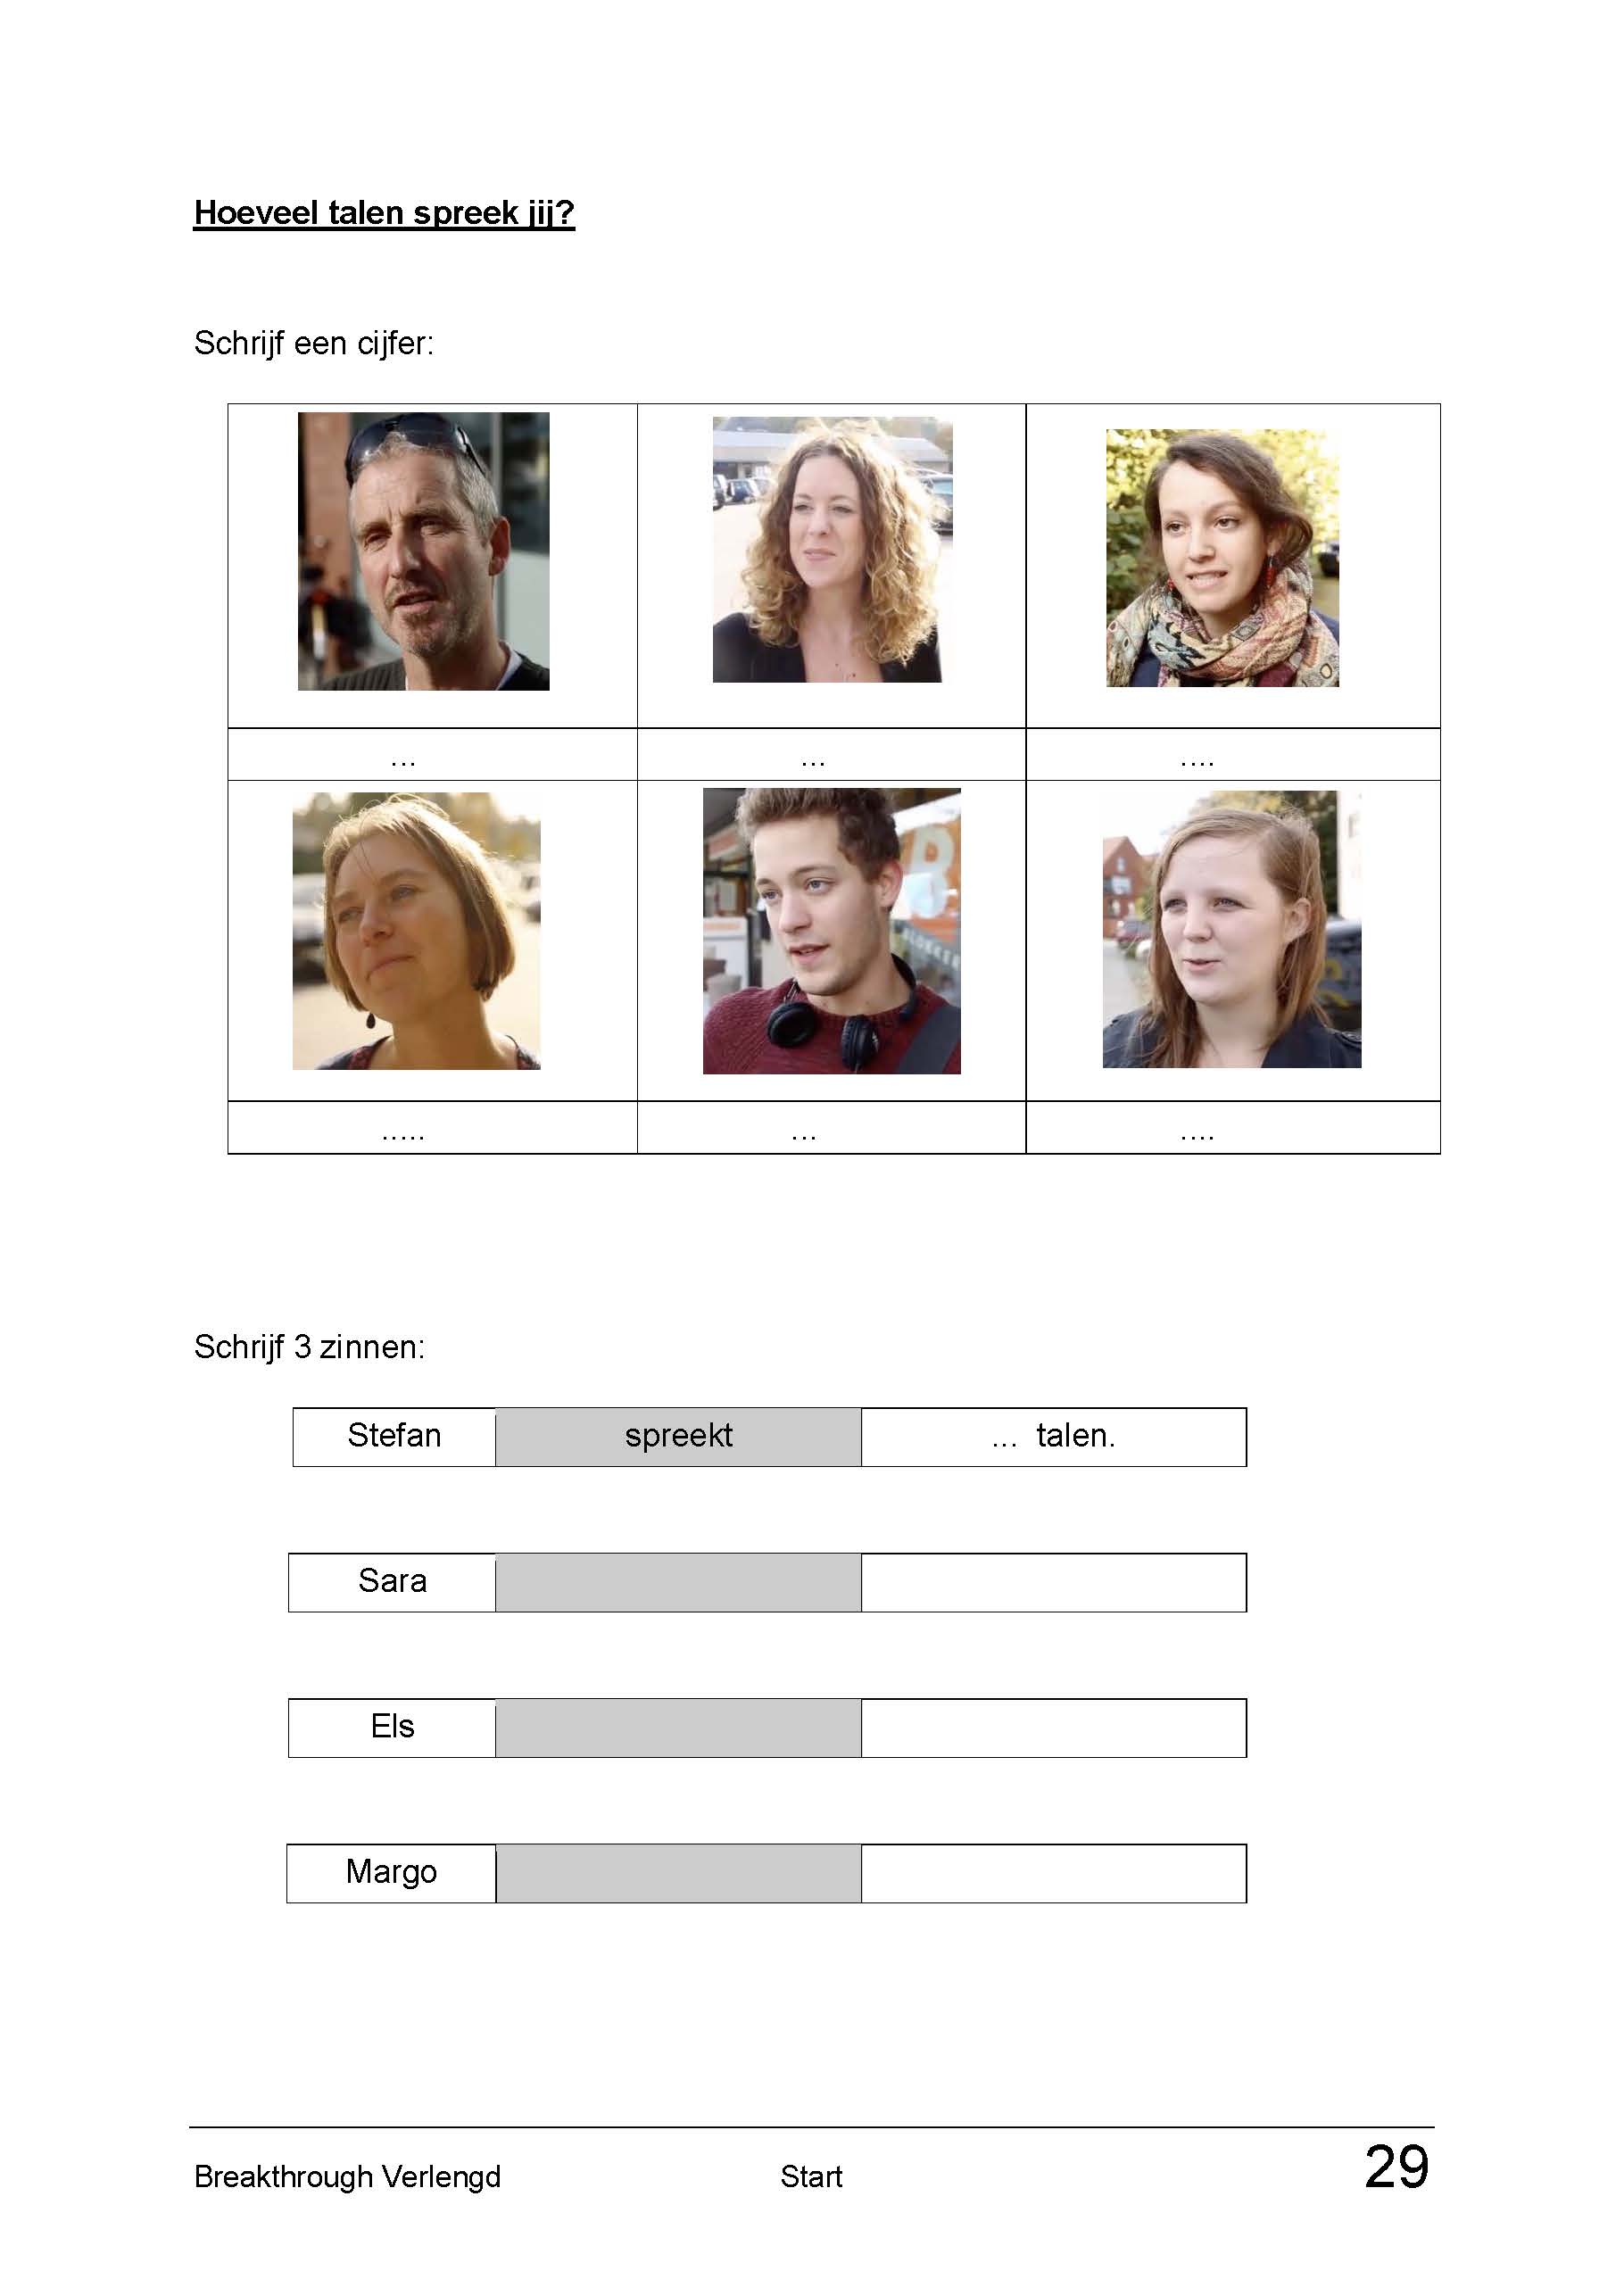 Hoeveel talen spreek jij?
Schrijf een cijfer:
... ... ....
..... ... ....
Schrijf 3 zinnen:
Stefan spreekt ... talen.
Sara
Els
Margo
Breakthrough Verlengd Start 29